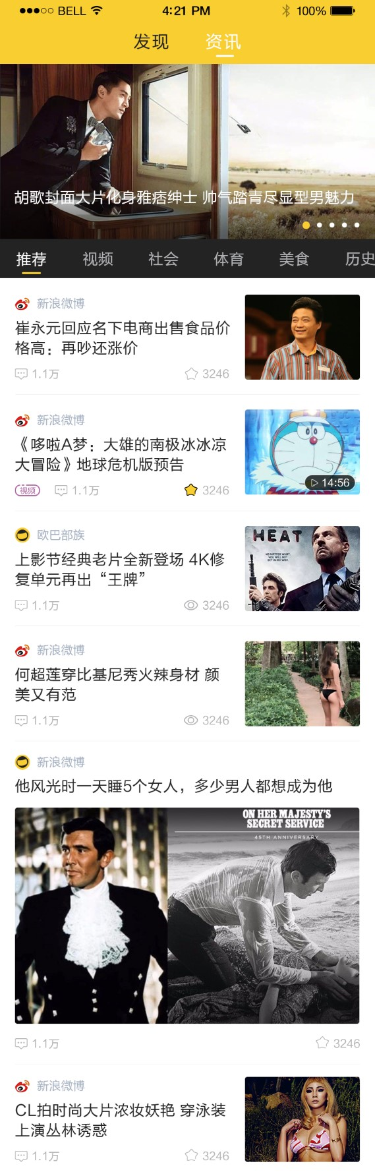 BELL 4:21 PM 100%
发现 资讯
胡歌封面大片化身雅痞绅士 帅气踏青尽显型男魅力
推荐 视频 社会 体育 美食 历史
新浪微博
崔永元回应名下电商出售食品价
格高：再吵还涨价
1.1万 3246
新浪微博
《哆啦A梦：大雄的南极冰冰凉
大冒险》地球危机版预告
视频 1.1万 3246
14:56
欧巴部族
上影节经典老片全新登场 4K修
复单元再出“王牌”
1.1万 3246
HEAT
新浪微博
何超莲穿比基尼秀火辣身材 颜
美又有范
1.1万 3246
新浪微博
他风光时一天睡5个女人，多少男人都想成为他
ON HER MAJESTY'S
SECRET SERVICE
45TH ANNIVERSARY
1.1万 3246
新浪微博
CL拍时尚大片浓妆妖艳 穿泳装
上演丛林诱惑
1.1万 3246